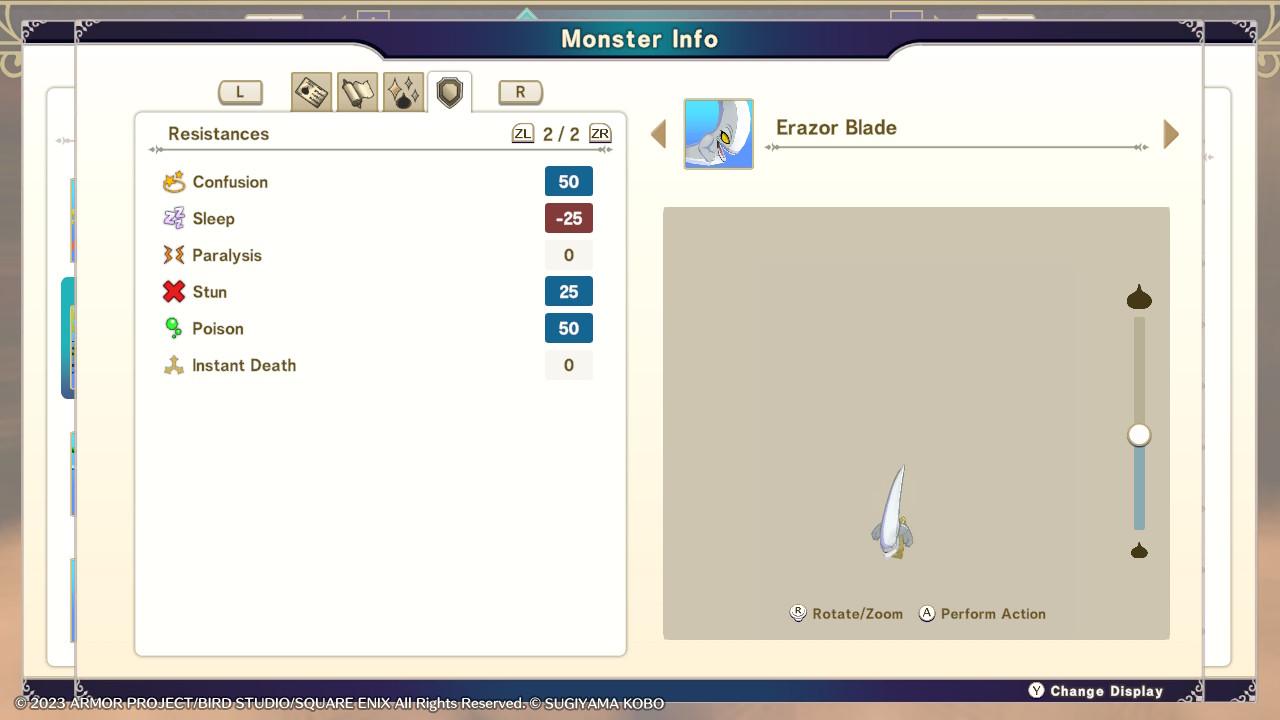 Monster Info
L
R
Resistances
ZL 2 / 2 ZR
Erazor Blade
Confusion 50
Sleep -25
Paralysis 0
Stun 25
Poison 50
Instant Death 0
R Rotate/Zoom A Perform Action
Y Change Display
© 2023 ARMOR PROJECT/BIRD STUDIO/SQUARE ENIX All Rights Reserved. © SUGIYAMA KOBO